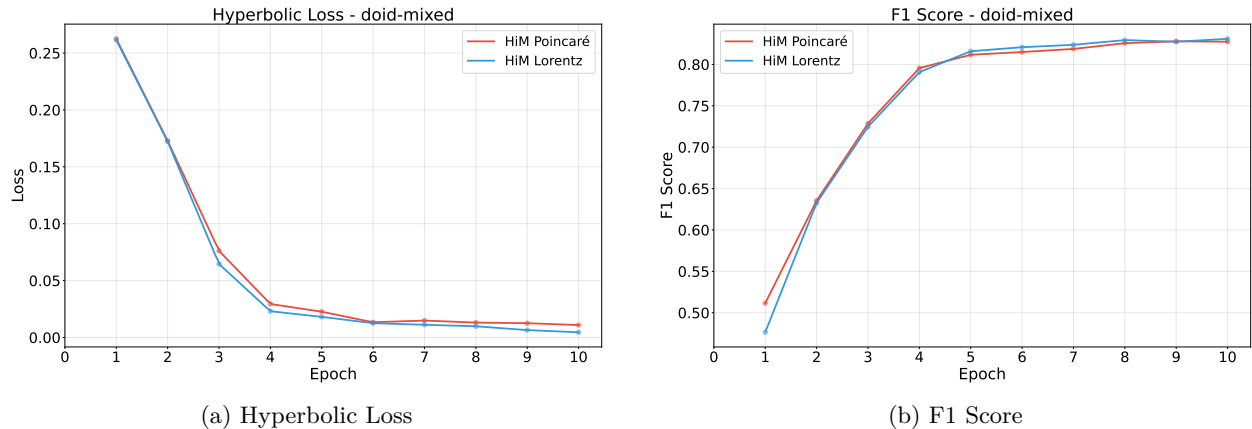 Hyperbolic Loss - doid-mixed
HiM Poincaré
HiM Lorentz
0.25
0.20
0.15
0.10
0.05
0.00
Loss
0 1 2 3 4 5 6 7 8 9 10
Epoch
(a) Hyperbolic Loss
F1 Score - doid-mixed
HiM Poincaré
HiM Lorentz
0.80
0.75
0.70
0.65
0.60
0.55
0.50
F1 Score
0 1 2 3 4 5 6 7 8 9 10
Epoch
(b) F1 Score